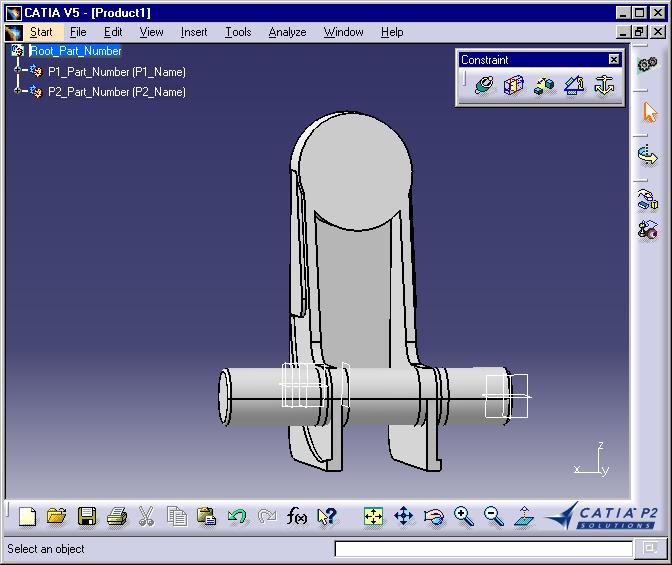 CATIA V5 - [Product1]
Start File Edit View Insert Tools Analyze Window Help
Root_Part_Number
P1_Part_Number (P1_Name)
P2_Part_Number (P2_Name)
Constraint
z
x y
f(x)
CATIA P2
SOLUTIONS
Select an object